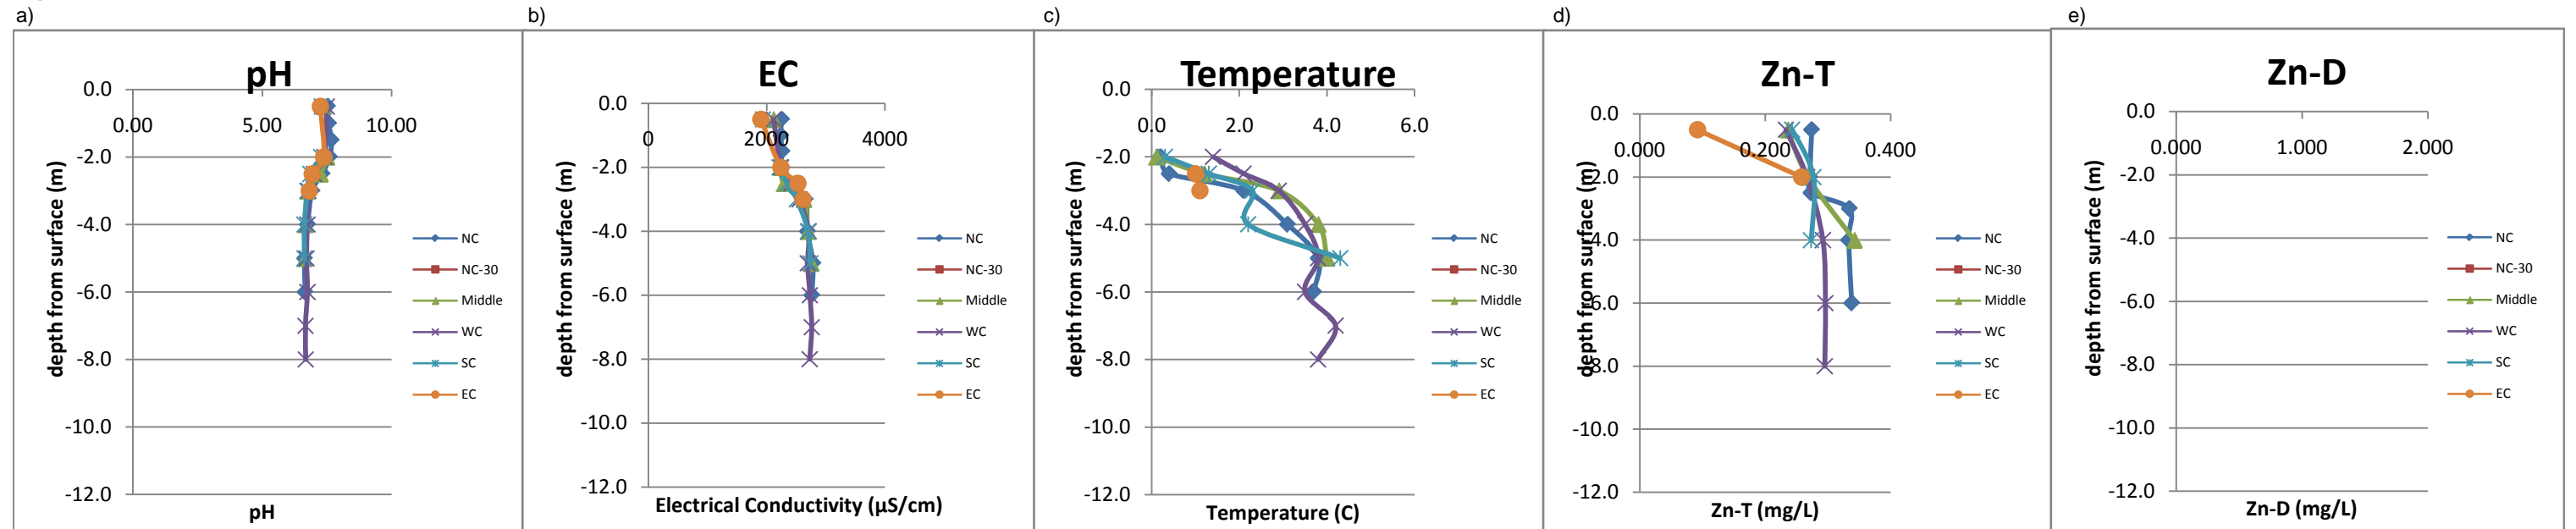 a)
pH
0.0
0.00 5.00 10.00
-2.0
-4.0
-6.0
-8.0
-10.0
-12.0
depth from surface (m)
pH
NC
NC-30
Middle
WC
SC
EC
b)
EC
0.0
0 2000 4000
-2.0
-4.0
-6.0
-8.0
-10.0
-12.0
depth from surface (m)
Electrical Conductivity (µS/cm)
NC
NC-30
Middle
WC
SC
EC
c)
Temperature
0.0
0.0 2.0 4.0 6.0
-2.0
-4.0
-6.0
-8.0
-10.0
-12.0
depth from surface (m)
Temperature (C)
NC
NC-30
Middle
WC
SC
EC
d)
Zn-T
0.0
0.000 0.200 0.400
-2.0
-4.0
-6.0
-8.0
-10.0
-12.0
depth from surface (m)
Zn-T (mg/L)
NC
NC-30
Middle
WC
SC
EC
e)
Zn-D
0.0
0.000 1.000 2.000
-2.0
-4.0
-6.0
-8.0
-10.0
-12.0
depth from surface (m)
Zn-D (mg/L)
NC
NC-30
Middle
WC
SC
EC